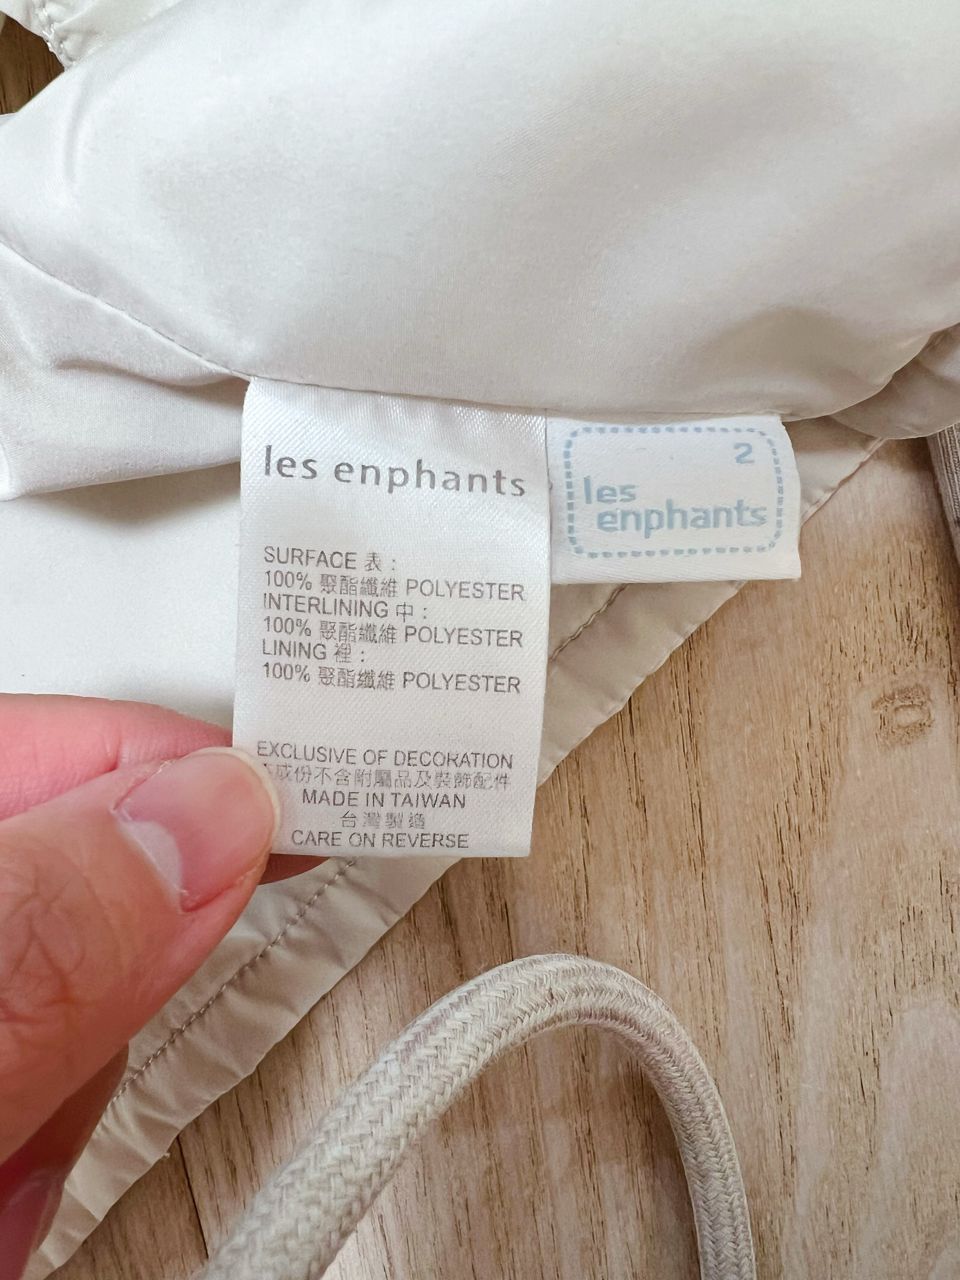 les enphants
SURFACE 表：
100% 聚酯纖維 POLYESTER
INTERLINING 中：
100% 聚酯纖維 POLYESTER
LINING 裡：
100% 聚酯纖維 POLYESTER
EXCLUSIVE OF DECORATION
成份不含附屬品及裝飾配件
MADE IN TAIWAN
台灣製造
CARE ON REVERSE
2
les
enphants